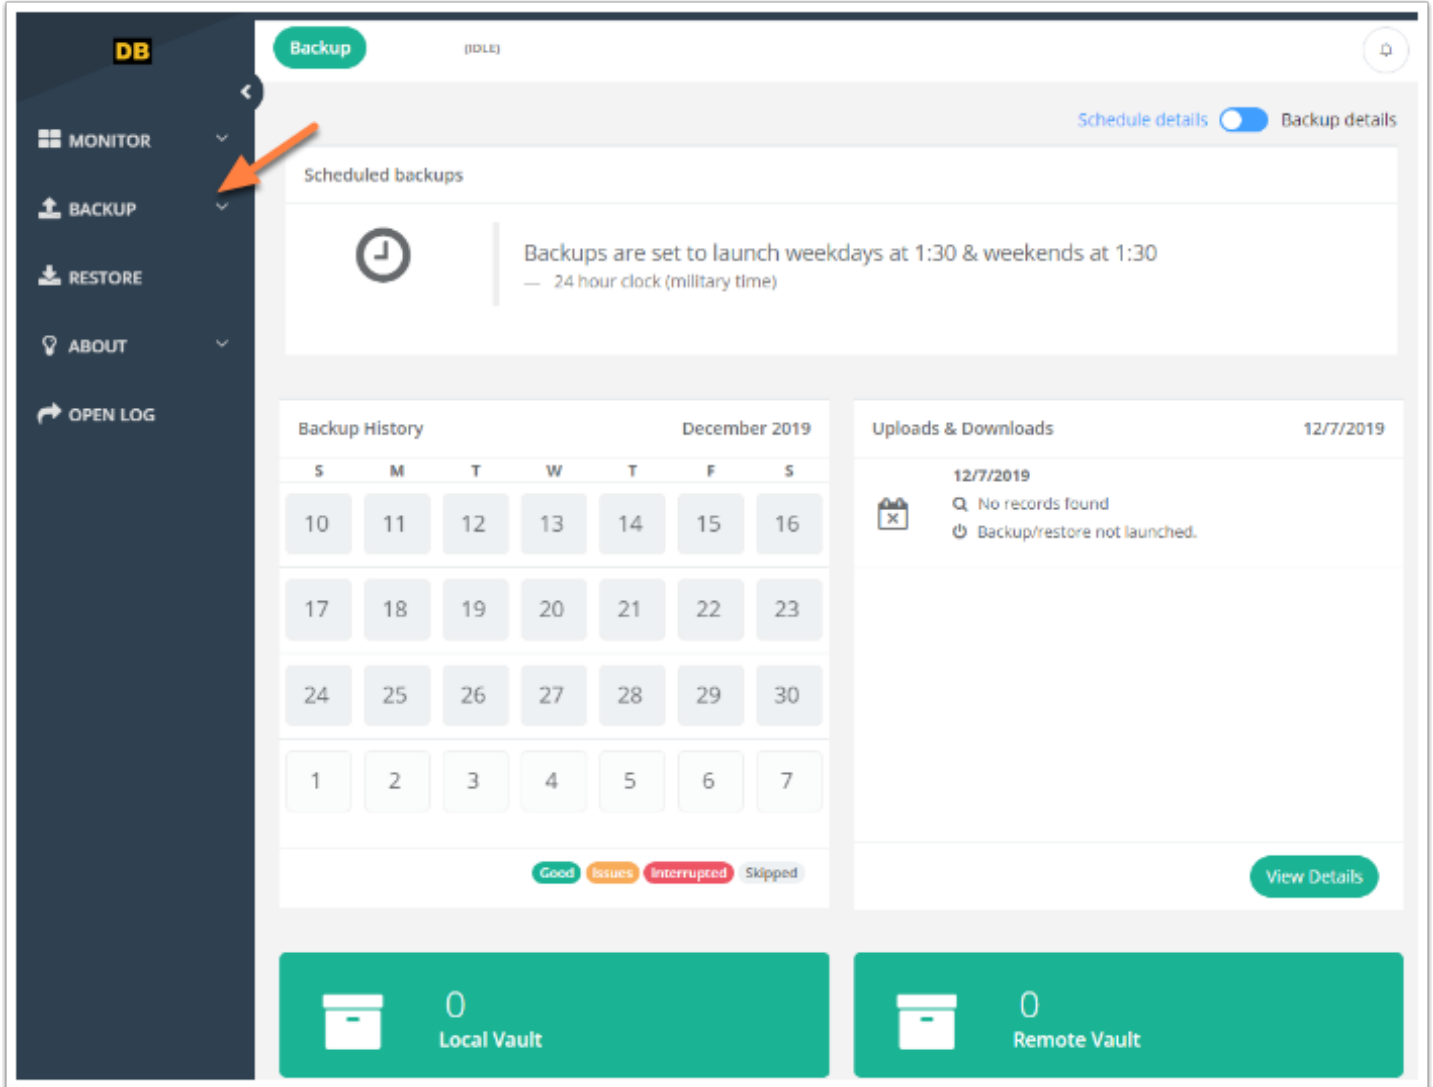 DB
Backup
(IDLE)
MONITOR
BACKUP
RESTORE
ABOUT
OPEN LOG
Schedule details Backup details
Scheduled backups
Backups are set to launch weekdays at 1:30 & weekends at 1:30
— 24 hour clock (military time)
Backup History December 2019
S M T W T F S
10 11 12 13 14 15 16
17 18 19 20 21 22 23
24 25 26 27 28 29 30
1 2 3 4 5 6 7
Good Issues Interrupted Skipped
Uploads & Downloads 12/7/2019
12/7/2019
No records found
Backup/restore not launched.
View Details
0
Local Vault
0
Remote Vault